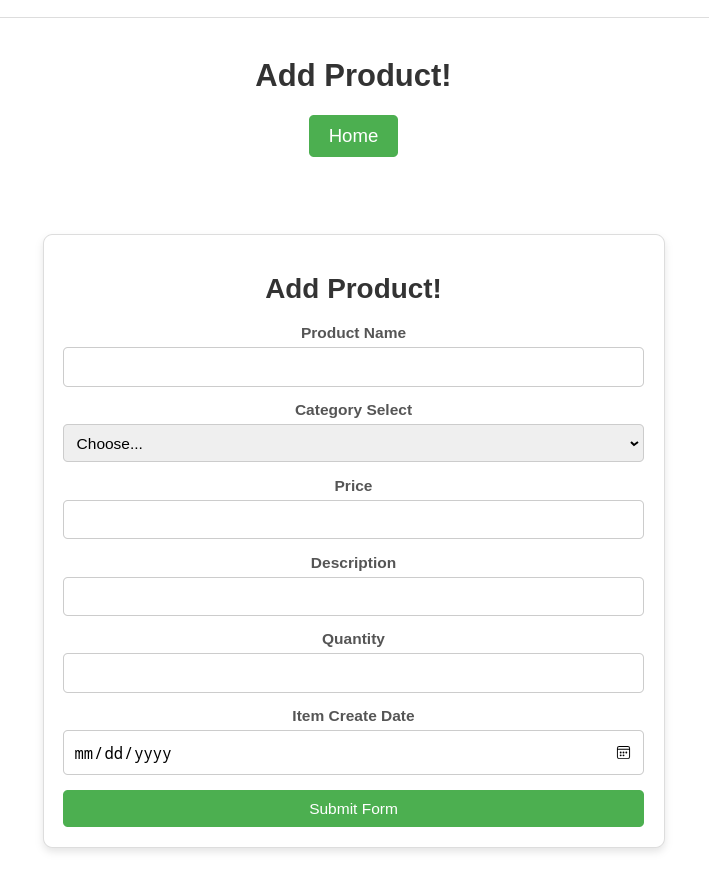 Add Product!
Home
Add Product!
Product Name
Category Select
Choose...
Price
Description
Quantity
Item Create Date
mm/dd/yyyy
Submit Form